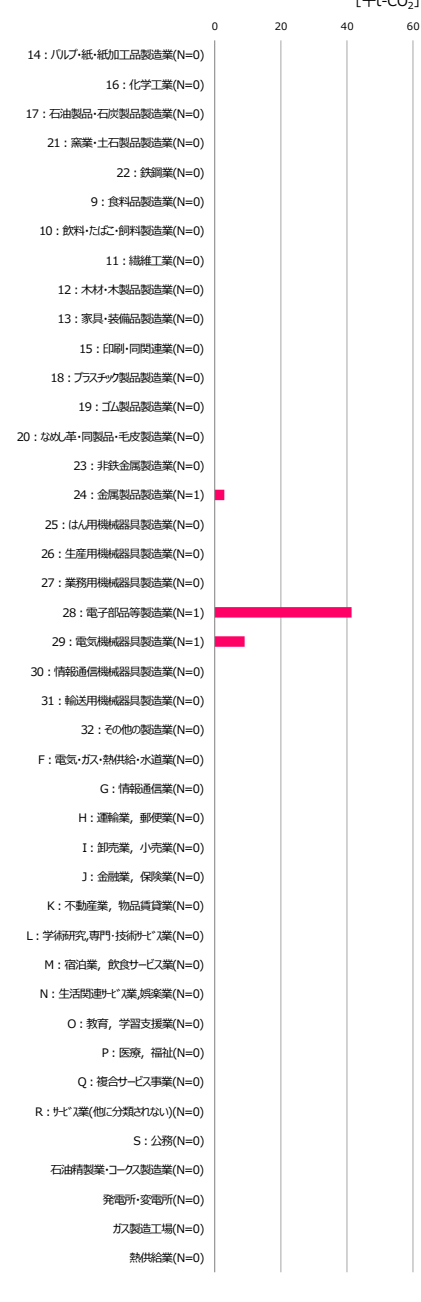 [千t-CO₂]
0 20 40 60
14：パルプ・紙・紙加工品製造業(N=0)
16：化学工業(N=0)
17：石油製品・石炭製品製造業(N=0)
21：窯業・土石製品製造業(N=0)
22：鉄鋼業(N=0)
9：食料品製造業(N=0)
10：飲料・たばこ・飼料製造業(N=0)
11：繊維工業(N=0)
12：木材・木製品製造業(N=0)
13：家具・装備品製造業(N=0)
15：印刷・同関連業(N=0)
18：プラスチック製品製造業(N=0)
19：ゴム製品製造業(N=0)
20：なめし革・同製品・毛皮製造業(N=0)
23：非鉄金属製造業(N=0)
24：金属製品製造業(N=1)
25：はん用機械器具製造業(N=0)
26：生産用機械器具製造業(N=0)
27：業務用機械器具製造業(N=0)
28：電子部品等製造業(N=1)
29：電気機械器具製造業(N=1)
30：情報通信機械器具製造業(N=0)
31：輸送用機械器具製造業(N=0)
32：その他の製造業(N=0)
F：電気・ガス・熱供給・水道業(N=0)
G：情報通信業(N=0)
H：運輸業，郵便業(N=0)
I：卸売業，小売業(N=0)
J：金融業，保険業(N=0)
K：不動産業，物品賃貸業(N=0)
L：学術研究,専門・技術ｻｰﾋﾞｽ業(N=0)
M：宿泊業，飲食サービス業(N=0)
N：生活関連ｻｰﾋﾞｽ業,娯楽業(N=0)
O：教育，学習支援業(N=0)
P：医療，福祉(N=0)
Q：複合サービス事業(N=0)
R：ｻｰﾋﾞｽ業(他に分類されない)(N=0)
S：公務(N=0)
石油精製業・コークス製造業(N=0)
発電所・変電所(N=0)
ガス製造工場(N=0)
熱供給業(N=0)